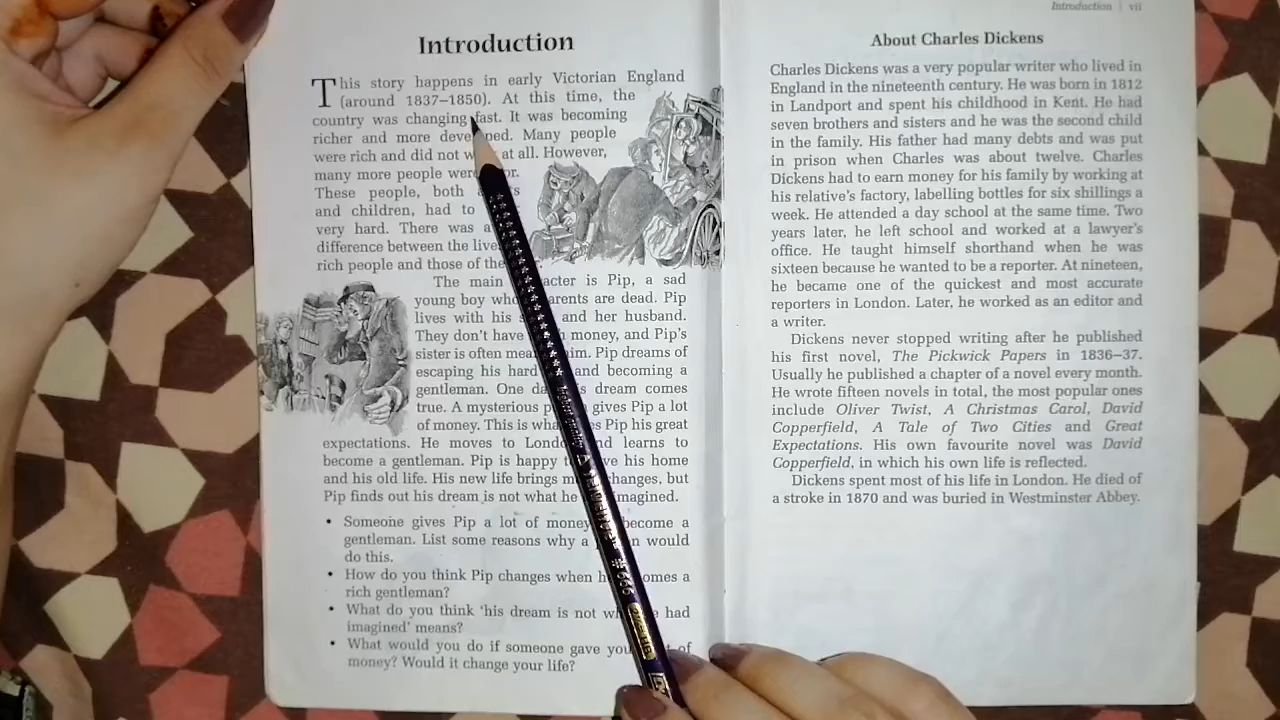 Introduction
This story happens in early Victorian England
(around 1837–1850). At this time, the
country was changing fast. It was becoming
richer and more developed. Many people
were rich and did not at all. However,
many more people were
These people, both
and children, had to
very hard. There was a
difference between the lives
rich people and those of the
The main character is Pip, a sad
young boy whose parents are dead. Pip
lives with his and her husband.
They don't have money, and Pip's
sister is often mean him. Pip dreams of
escaping his hard and becoming a
gentleman. One dream comes
true. A mysterious gives Pip a lot
of money. This is what Pip his great
expectations. He moves to London and learns to
become a gentleman. Pip is happy his home
and his old life. His new life brings changes, but
Pip finds out his dream is not what he imagined.
• Someone gives Pip a lot of money become a
gentleman. List some reasons why a would
do this.
• How do you think Pip changes when he becomes a
rich gentleman?
• What do you think 'his dream is not what had
imagined' means?
• What would you do if someone gave you of
money? Would it change your life?
ADVENTURE # 666
Introduction | vii
About Charles Dickens
Charles Dickens was a very popular writer who lived in
England in the nineteenth century. He was born in 1812
in Landport and spent his childhood in Kent. He had
seven brothers and sisters and he was the second child
in the family. His father had many debts and was put
in prison when Charles was about twelve. Charles
Dickens had to earn money for his family by working at
his relative's factory, labelling bottles for six shillings a
week. He attended a day school at the same time. Two
years later, he left school and worked at a lawyer's
office. He taught himself shorthand when he was
sixteen because he wanted to be a reporter. At nineteen,
he became one of the quickest and most accurate
reporters in London. Later, he worked as an editor and
a writer.
Dickens never stopped writing after he published
his first novel, The Pickwick Papers in 1836–37.
Usually he published a chapter of a novel every month.
He wrote fifteen novels in total, the most popular ones
include Oliver Twist, A Christmas Carol, David
Copperfield, A Tale of Two Cities and Great
Expectations. His own favourite novel was David
Copperfield, in which his own life is reflected.
Dickens spent most of his life in London. He died of
a stroke in 1870 and was buried in Westminster Abbey.